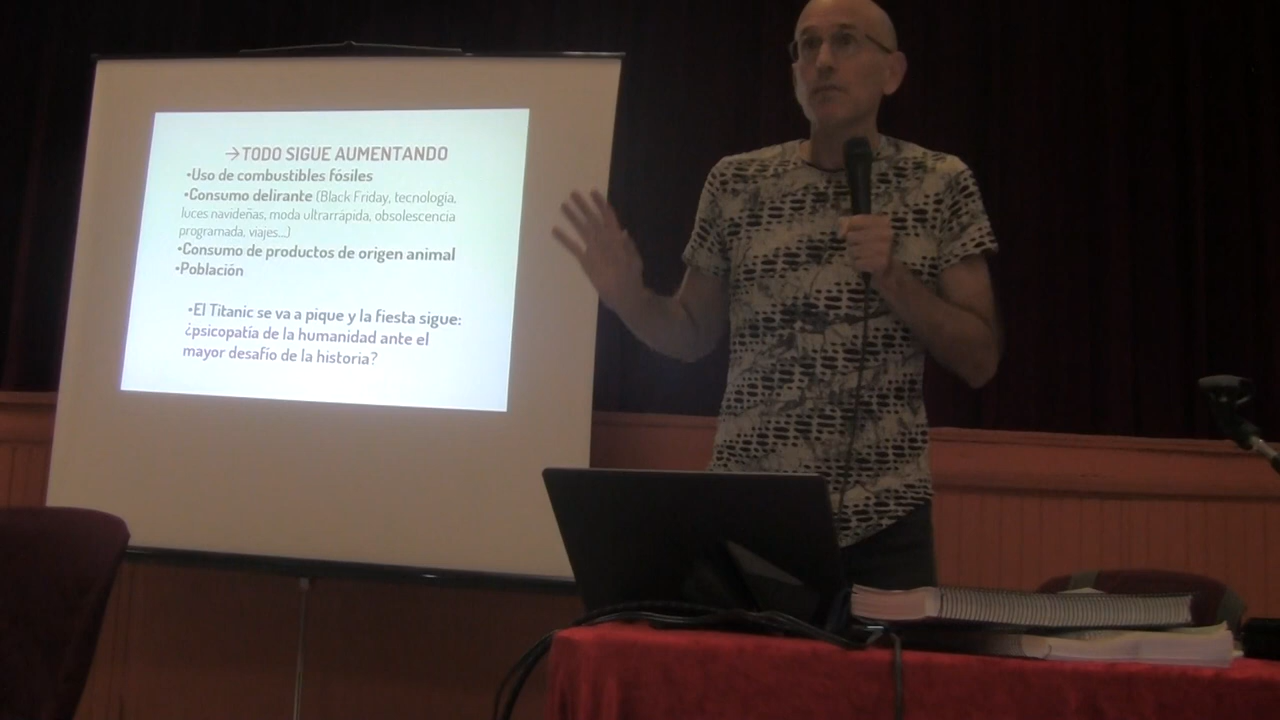 →TODO SIGUE AUMENTANDO
•Uso de combustibles fósiles
•Consumo delirante (Black Friday, tecnología,
luces navideñas, moda ultrarrápida, obsolescencia
programada, viajes...)
•Consumo de productos de origen animal
•Población
•El Titanic se va a pique y la fiesta sigue:
¿psicopatía de la humanidad ante el
mayor desafío de la historia?